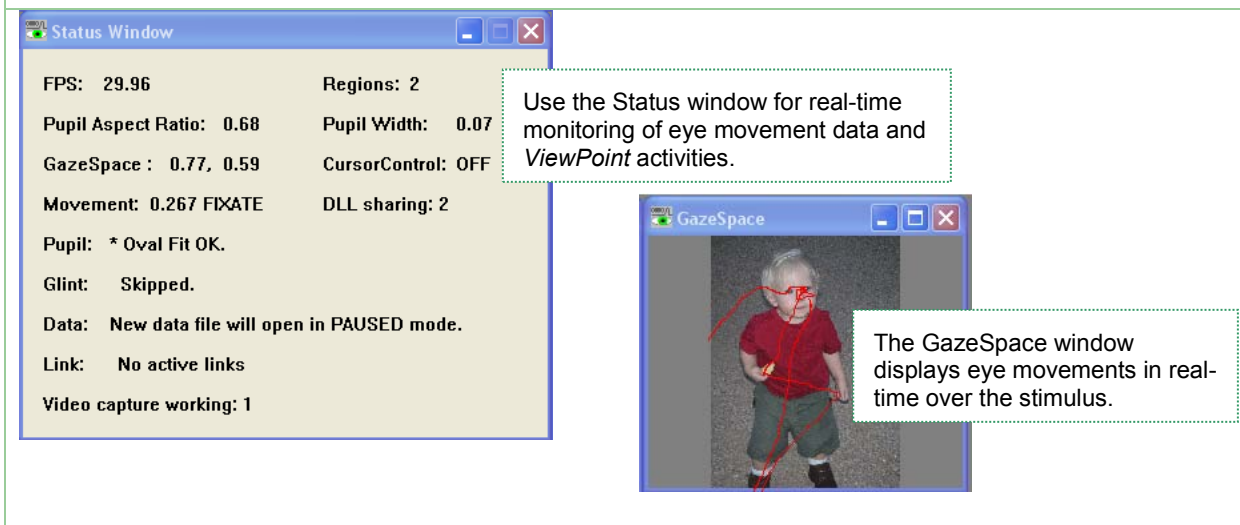 Status Window
FPS: 29.96 Regions: 2
Pupil Aspect Ratio: 0.68 Pupil Width: 0.07
GazeSpace : 0.77, 0.59 CursorControl: OFF
Movement: 0.267 FIXATE DLL sharing: 2
Pupil: * Oval Fit OK.
Glint: Skipped.
Data: New data file will open in PAUSED mode.
Link: No active links
Video capture working: 1
Use the Status window for real-time
monitoring of eye movement data and
ViewPoint activities.
GazeSpace
The GazeSpace window
displays eye movements in real-
time over the stimulus.